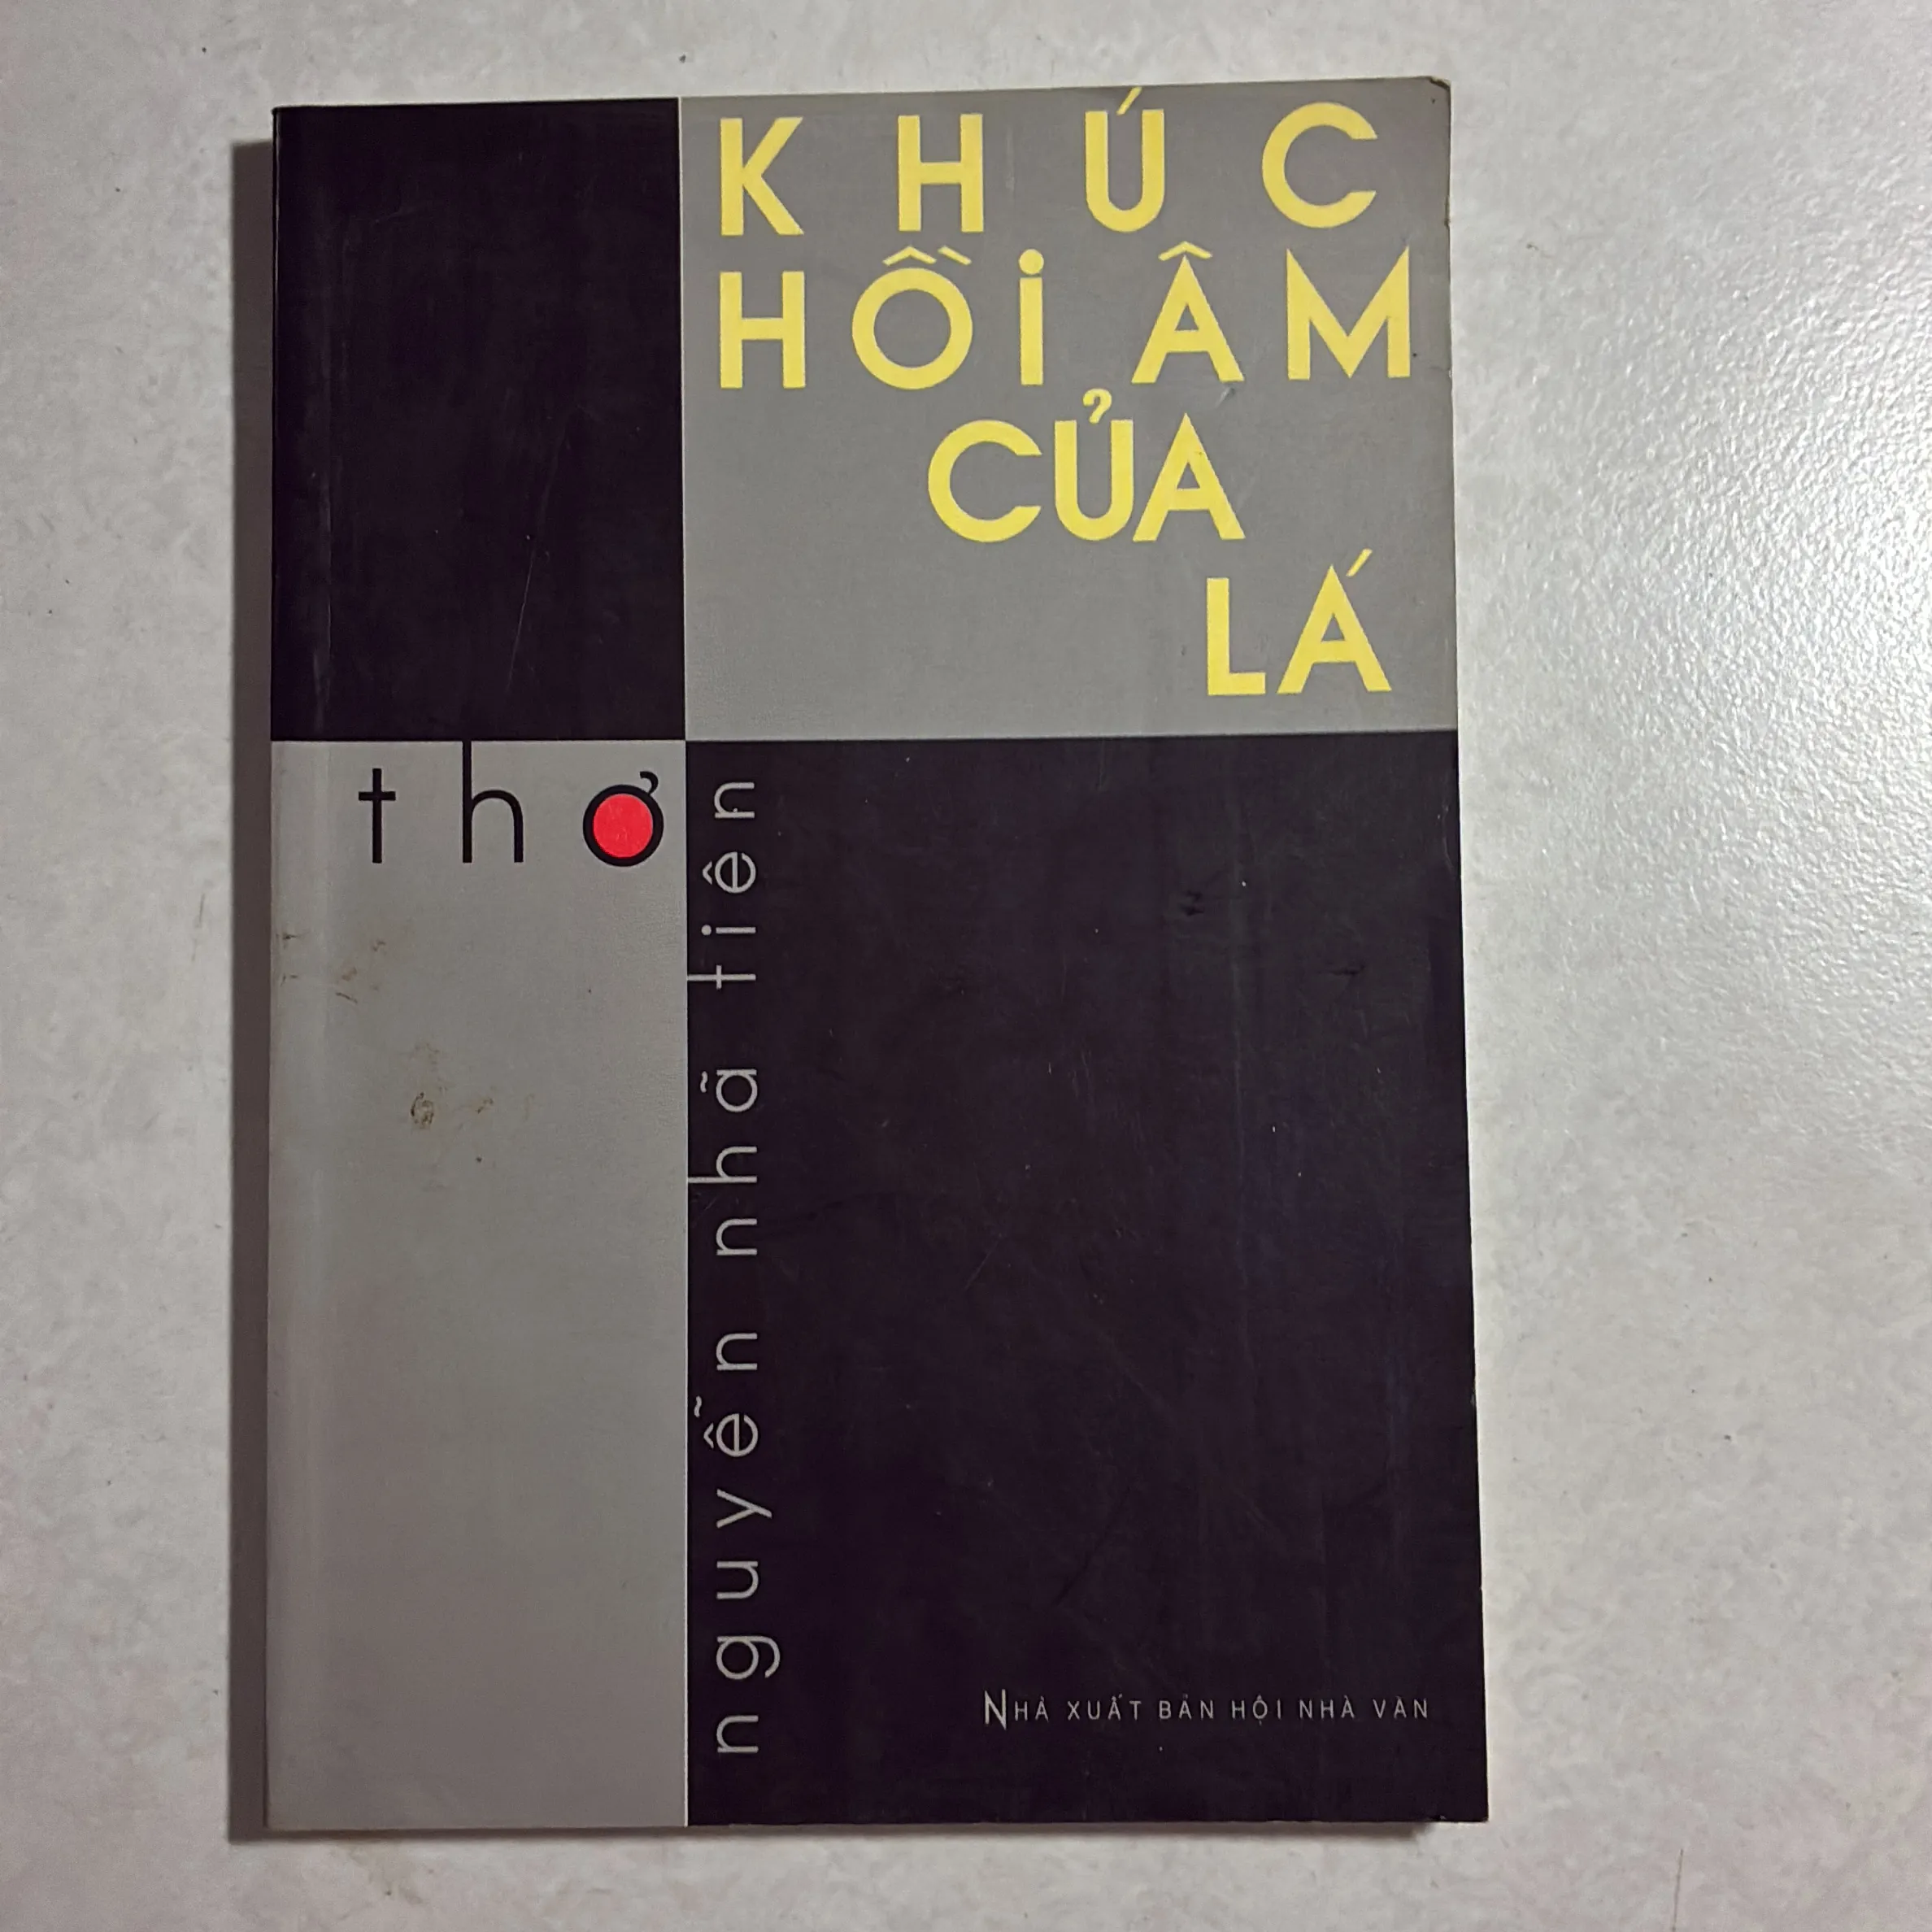 KHÚC
HỒi ÂM
CỦA
LÁ
thơ
nguyễn nhã tiên
NHÀ XUẤT BẢN HỘI NHÀ VĂN